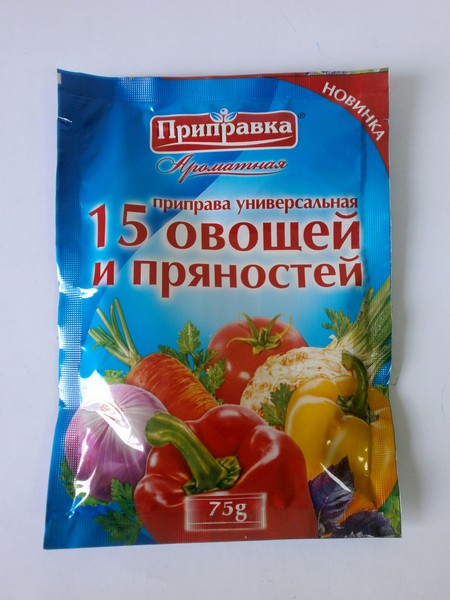 НОВИНКА
Приправка®
Ароматная
приправа универсальная
15 овощей
и пряностей
75g